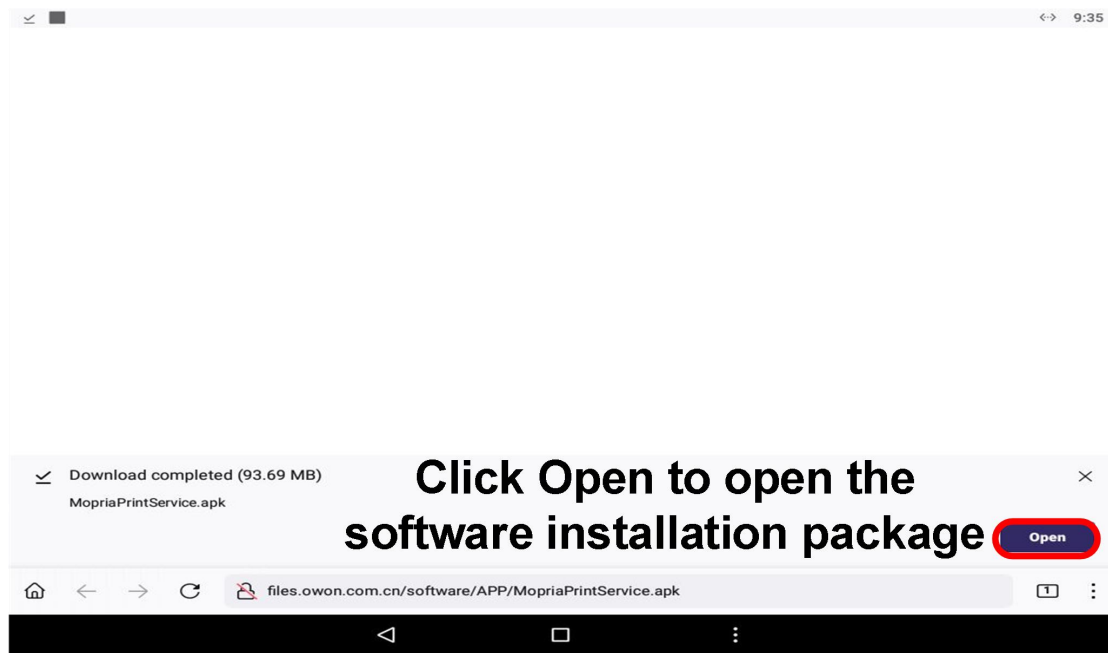 9:35
Download completed (93.69 MB)
MopriaPrintService.apk
Click Open to open the
software installation package
Open
files.owon.com.cn/software/APP/MopriaPrintService.apk
1